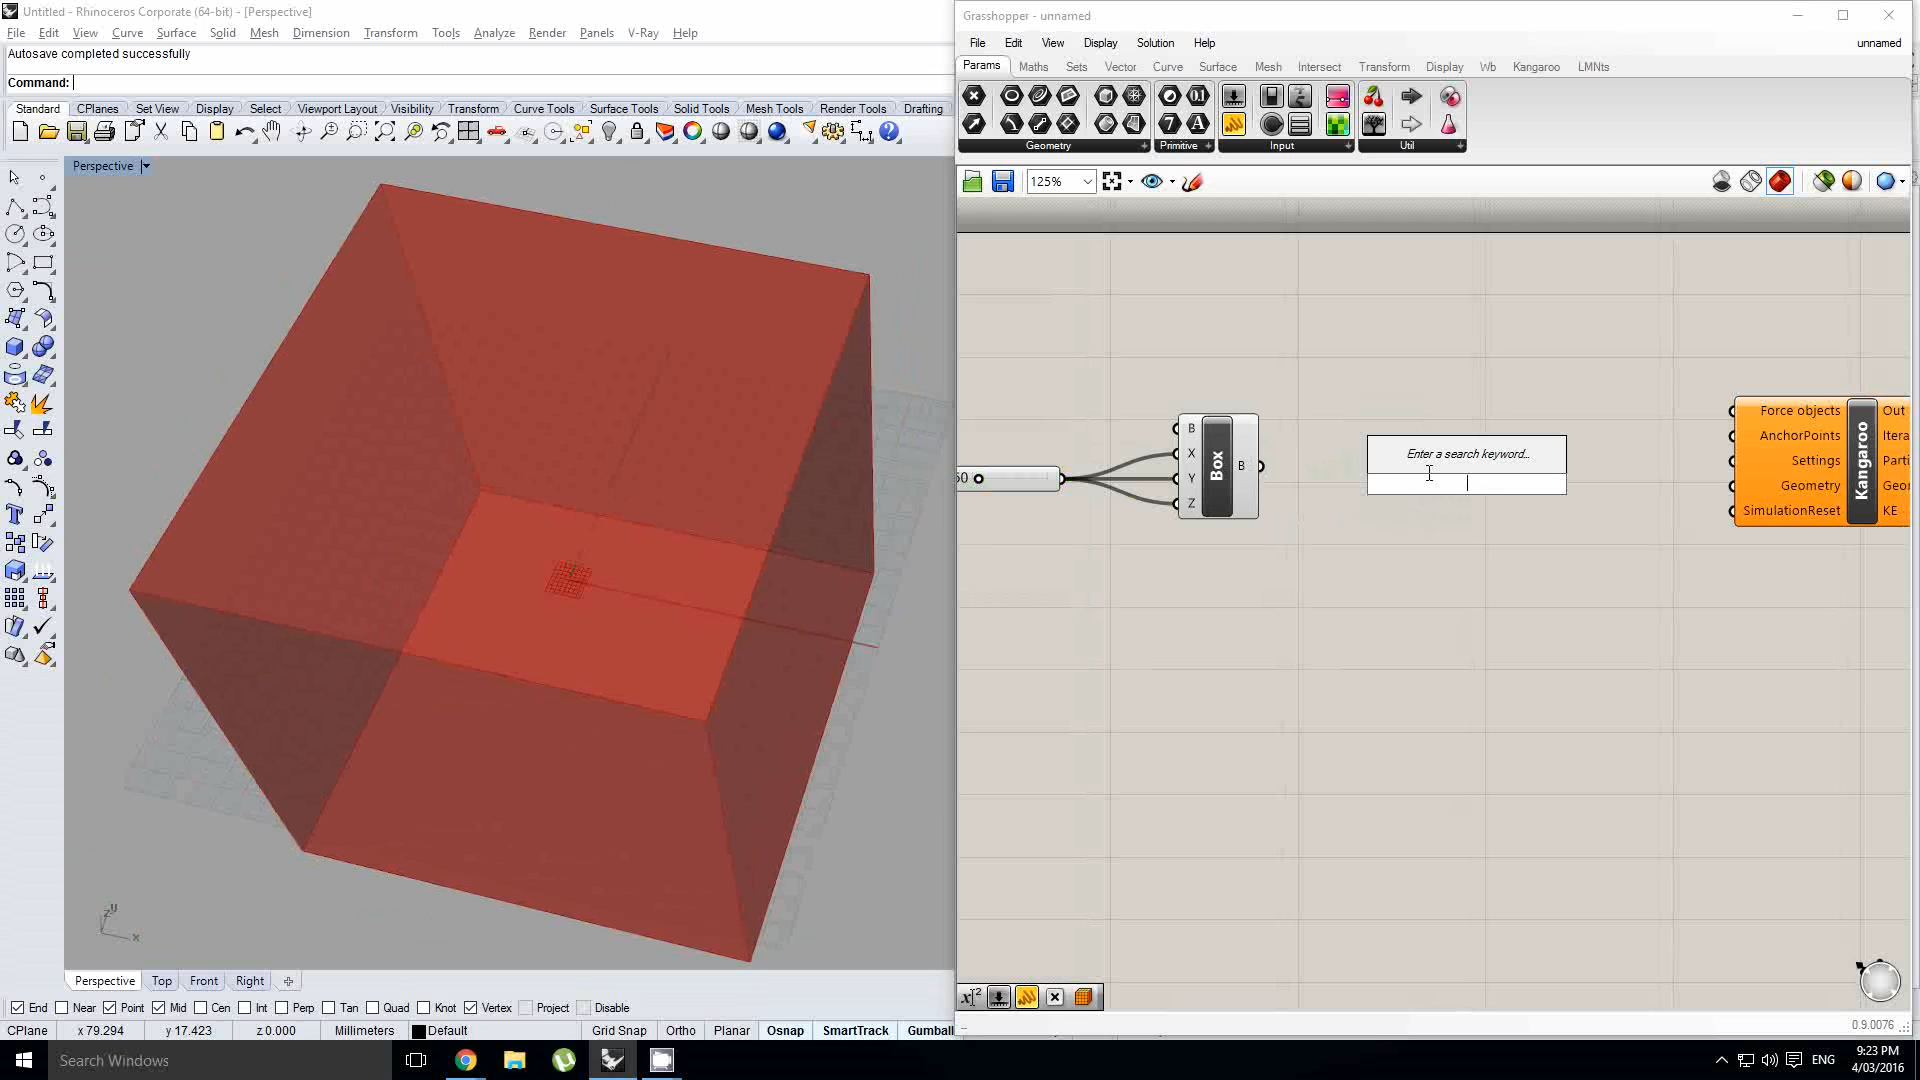 Untitled - Rhinoceros Corporate (64-bit) - [Perspective]
File Edit View Curve Surface Solid Mesh Dimension Transform Tools Analyze Render Panels V-Ray Help
Autosave completed successfully
Command:
Standard CPlanes Set View Display Select Viewport Layout Visibility Transform Curve Tools Surface Tools Solid Tools Mesh Tools Render Tools Drafting
Perspective
z y x
Perspective Top Front Right
End Near Point Mid Cen Int Perp Tan Quad Knot Vertex Project Disable
CPlane x 79.294 y 17.423 z 0.000 Millimeters Default Grid Snap Ortho Planar Osnap SmartTrack Gumball
Grasshopper - unnamed
File Edit View Display Solution Help unnamed
Params Maths Sets Vector Curve Surface Mesh Intersect Transform Display Wb Kangaroo LMNts
Geometry Primitive Input Util
125%
B
X
Y
Z
Box
B
Enter a search keyword...
Force objects
AnchorPoints
Settings
Geometry
SimulationReset
Kangaroo
Out
Itera
Parti
Geo
KE
0.9.0076
Search Windows
ENG
9:23 PM
4/03/2016